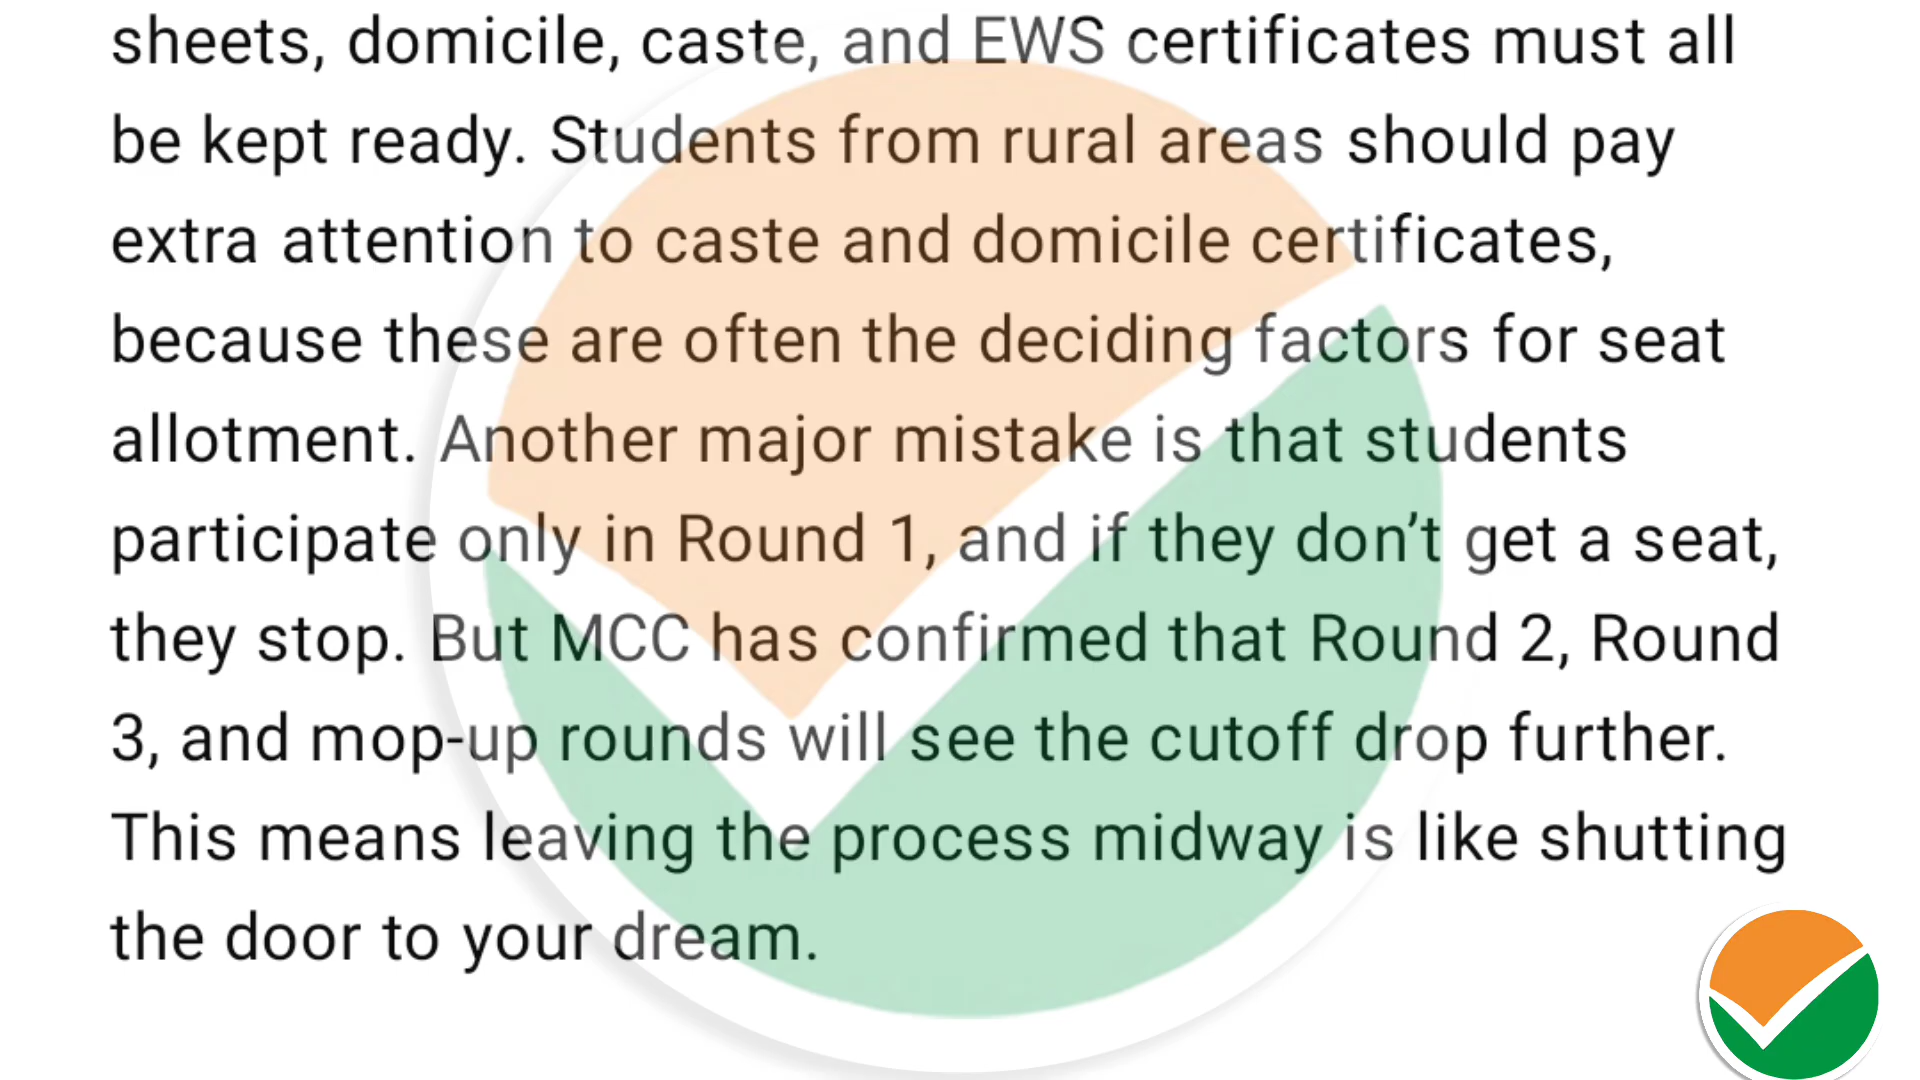 sheets, domicile, caste, and EWS certificates must all
be kept ready. Students from rural areas should pay
extra attention to caste and domicile certificates,
because these are often the deciding factors for seat
allotment. Another major mistake is that students
participate only in Round 1, and if they don’t get a seat,
they stop. But MCC has confirmed that Round 2, Round
3, and mop-up rounds will see the cutoff drop further.
This means leaving the process midway is like shutting
the door to your dream.